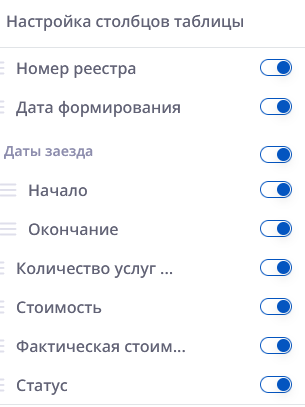 Настройка столбцов таблицы
Номер реестра
Дата формирования
Даты заезда
Начало
Окончание
Количество услуг ...
Стоимость
Фактическая стоим...
Статус